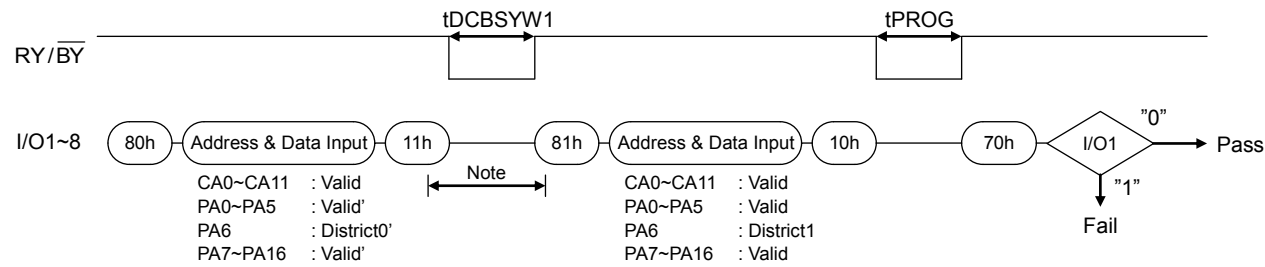 tDCBSYW1 tPROG
RY/BY
I/O1~8 80h Address & Data Input 11h 81h Address & Data Input 10h 70h I/O1 "0" Pass
Note
"1"
Fail
CA0~CA11 : Valid
PA0~PA5 : Valid'
PA6 : District0'
PA7~PA16 : Valid'
CA0~CA11 : Valid
PA0~PA5 : Valid
PA6 : District1
PA7~PA16 : Valid